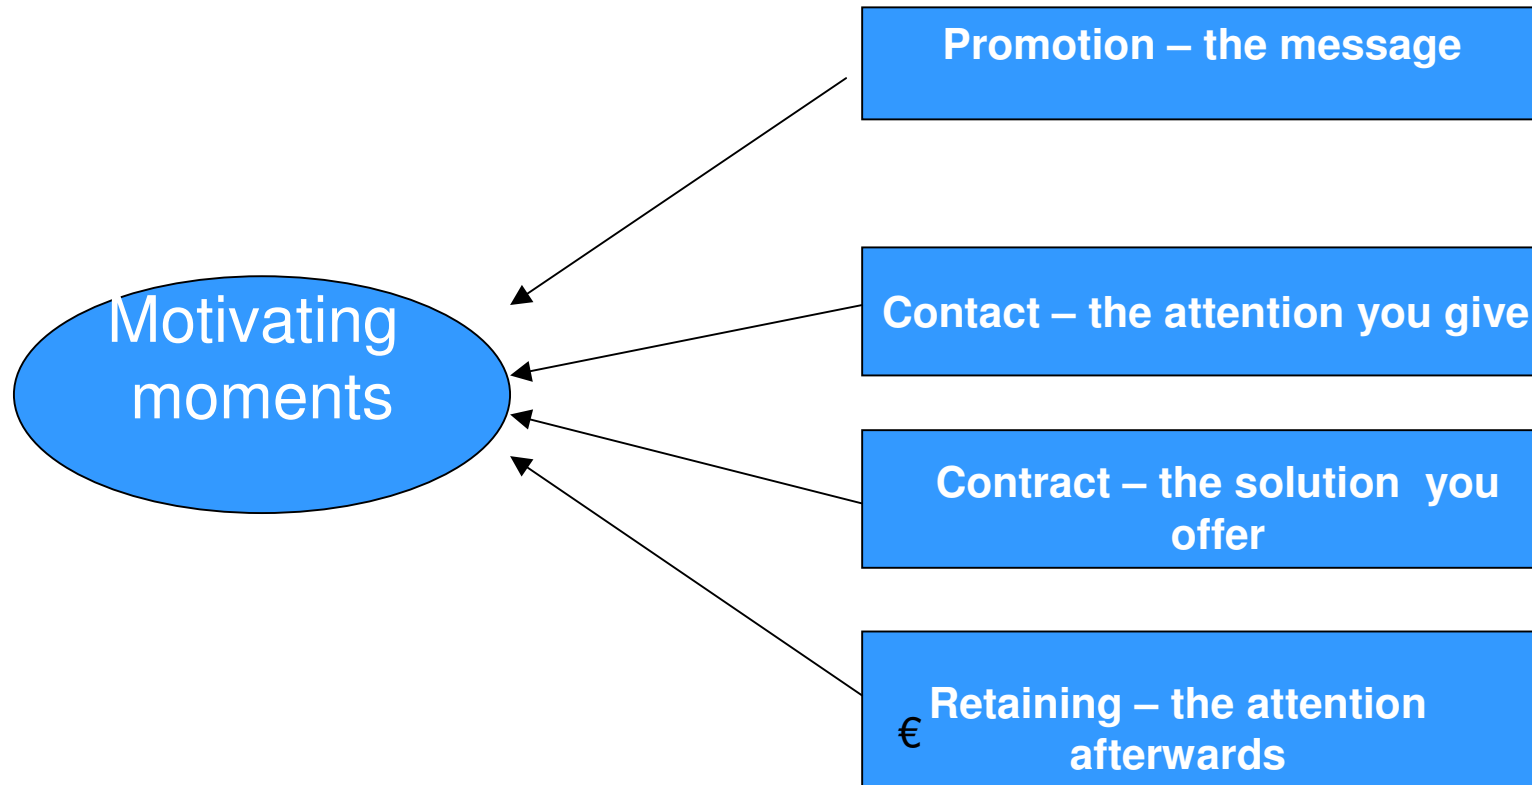 Promotion – the message
Motivating
moments
Contact – the attention you give
Contract – the solution  you
offer
Retaining – the attention
€
afterwards